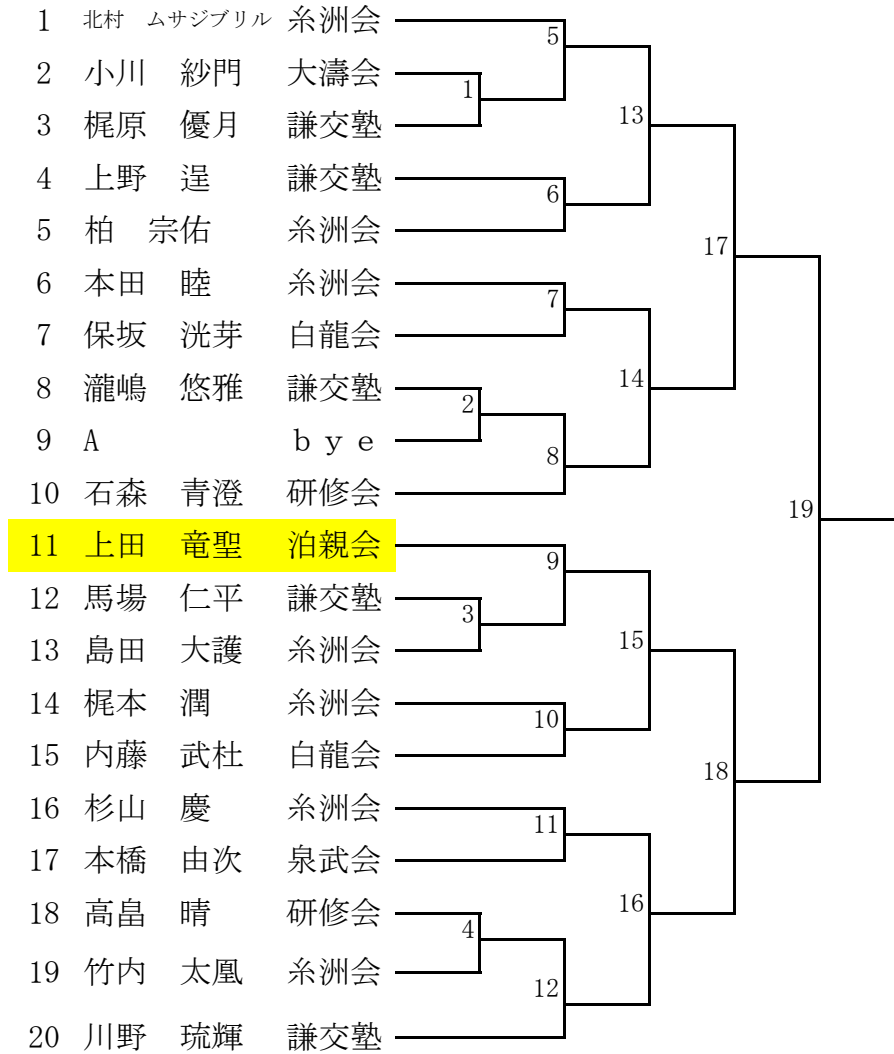 1 北村　ムサジブリル 糸洲会
2 小川　紗門 大濤会
3 梶原　優月 謙交塾
4 上野　逞 謙交塾
5 柏　宗佑 糸洲会
6 本田　睦 糸洲会
7 保坂　洸芽 白龍会
8 瀧嶋　悠雅 謙交塾
9 A ｂｙｅ
10 石森　青澄 研修会
11 上田　竜聖 泊親会
12 馬場　仁平 謙交塾
13 島田　大護 糸洲会
14 梶本　潤 糸洲会
15 内藤　武杜 白龍会
16 杉山　慶 糸洲会
17 本橋　由次 泉武会
18 高畠　晴 研修会
19 竹内　太凰 糸洲会
20 川野　琉輝 謙交塾
1
2
3
4
5
6
7
8
9
10
11
12
13
14
15
16
17
18
19